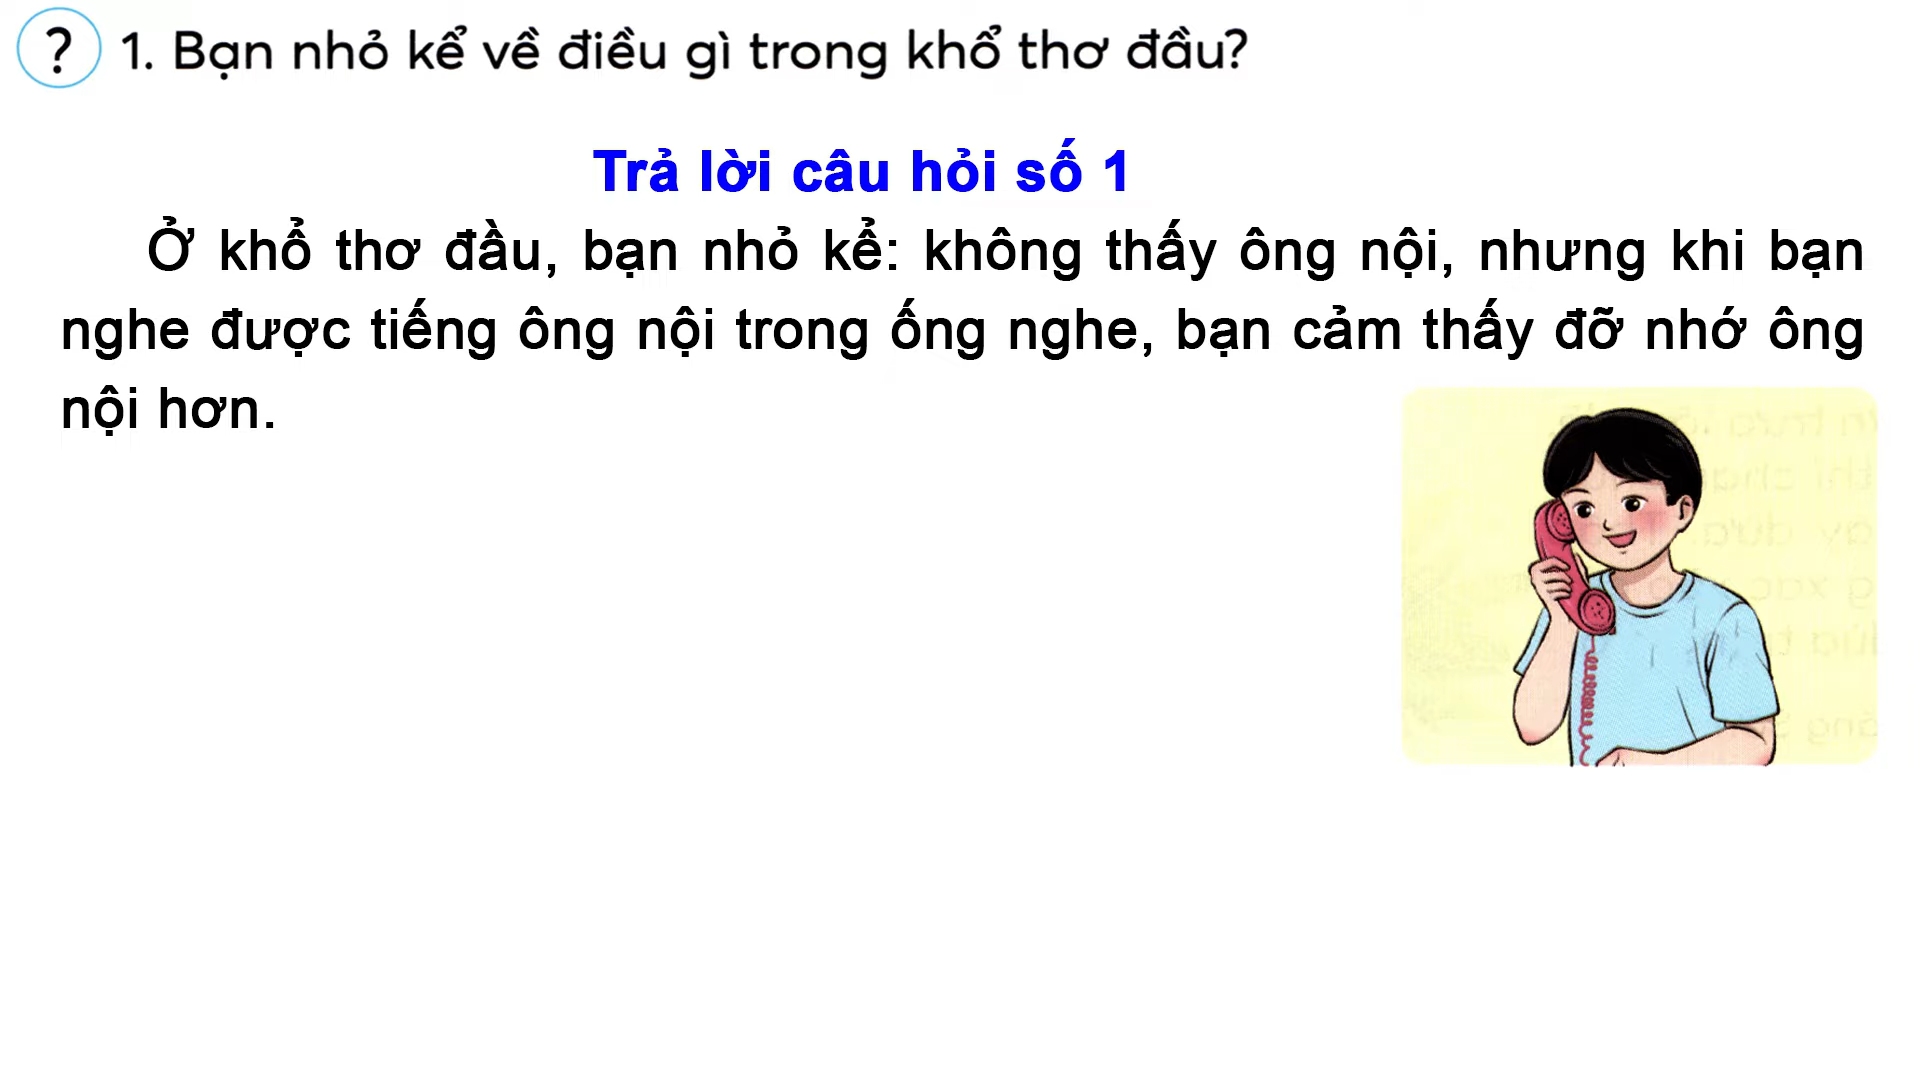 ? 1. Bạn nhỏ kể về điều gì trong khổ thơ đầu?
Trả lời câu hỏi số 1
Ở khổ thơ đầu, bạn nhỏ kể: không thấy ông nội, nhưng khi bạn
nghe được tiếng ông nội trong ống nghe, bạn cảm thấy đỡ nhớ ông
nội hơn.